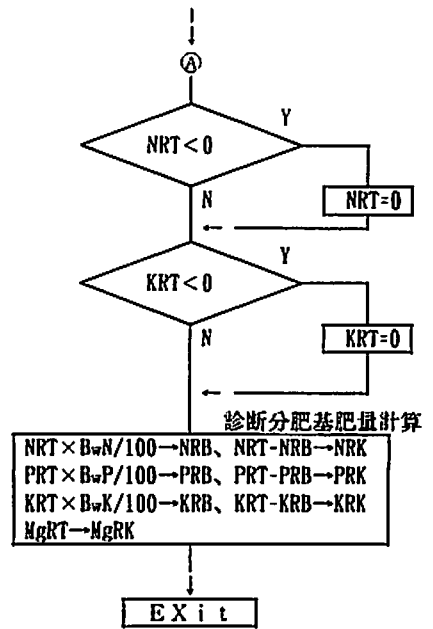 Ⓐ
Y
NRT<0
N
NRT=0
Y
KRT<0
N
KRT=0
診断分肥基肥量計算
NRT×BwN/100→NRB、NRT-NRB→NRK
PRT×BwP/100→PRB、PRT-PRB→PRK
KRT×BwK/100→KRB、KRT-KRB→KRK
MgRT→MgRK
EXit